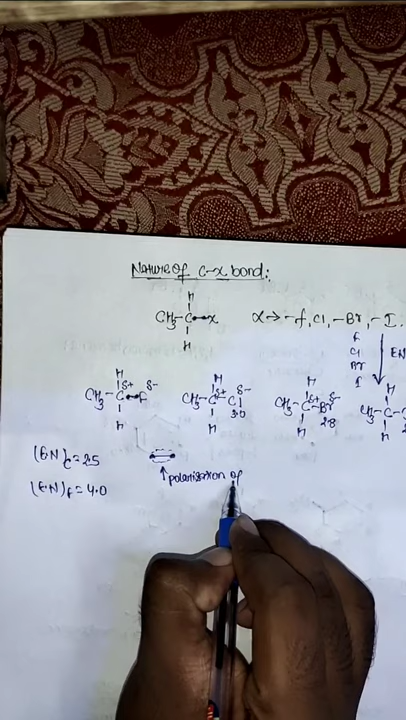 Nature of C-X bond:
H
CH3-C-X
H
X→ -F, Cl, -Br, -I.
F
Cl
Br
I
EN
H
δ+ δ-
CH3-C-F
H
H
δ+ δ-
CH3-C-Cl
3.0
H
H
δ+ δ-
CH3-C-Br
2.8
H
H
CH3-C-
H
(EN)C=2.5
(EN)F=4.0
↑polarisation of